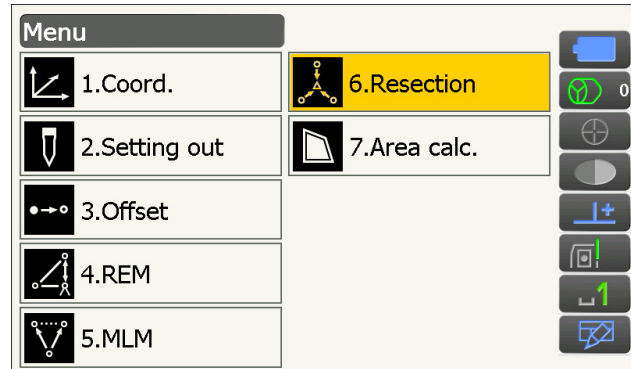 Menu
1.Coord.
2.Setting out
3.Offset
4.REM
5.MLM
6.Resection
7.Area calc.
0
1